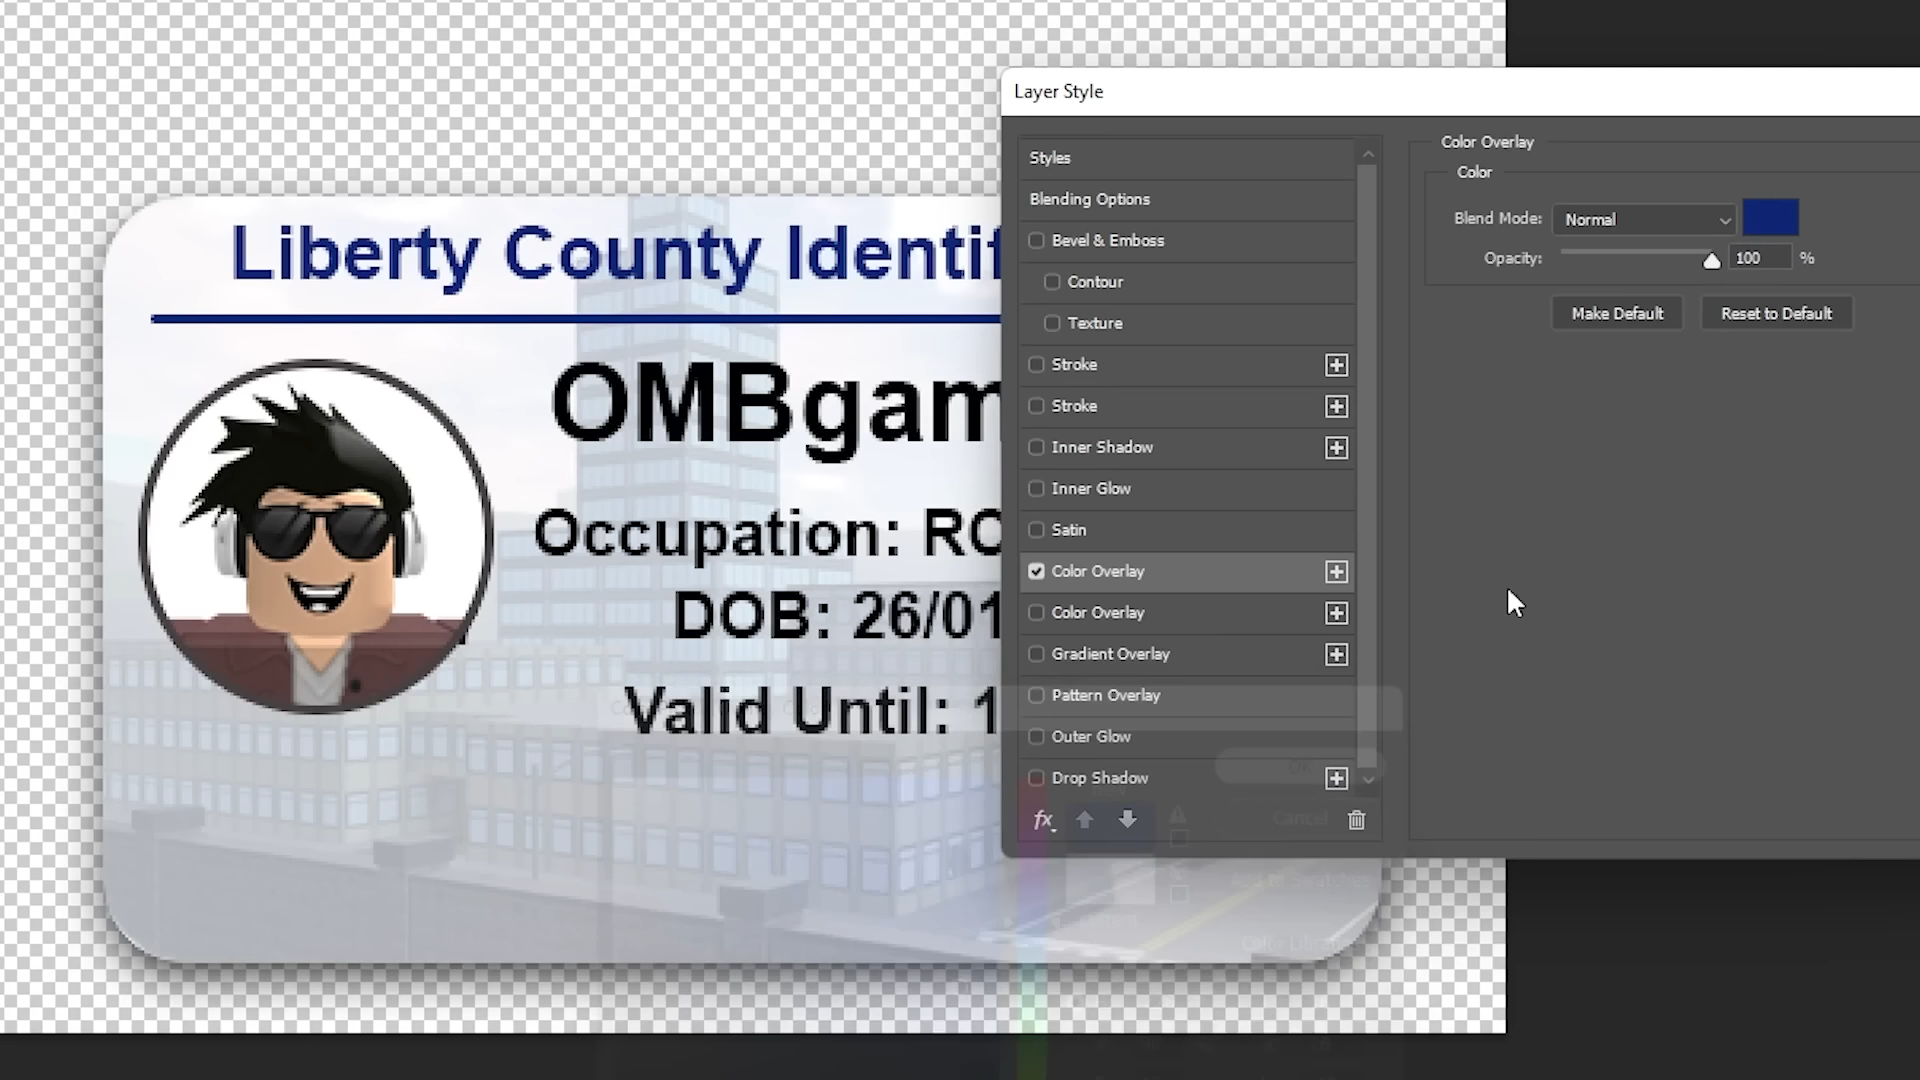 Layer Style
Styles
Blending Options
Bevel & Emboss
Contour
Texture
Stroke
Stroke
Inner Shadow
Inner Glow
Satin
Color Overlay
Color Overlay
Gradient Overlay
Pattern Overlay
Outer Glow
Drop Shadow
fx
Color Overlay
Color
Blend Mode: Normal
Opacity: 100 %
Make Default
Reset to Default
Liberty County Identif
OMBgam
Occupation: RO
DOB: 26/01
Valid Until: 1
Cancel